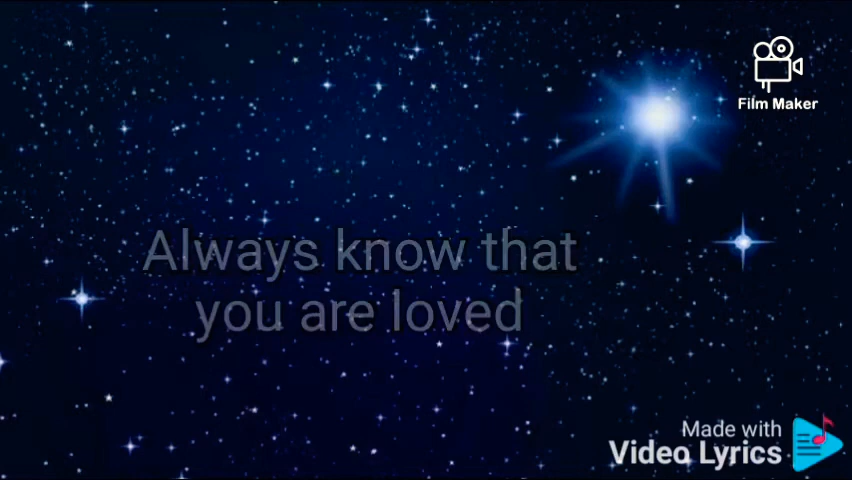 Film Maker
Always know that
you are loved
Made with
Video Lyrics